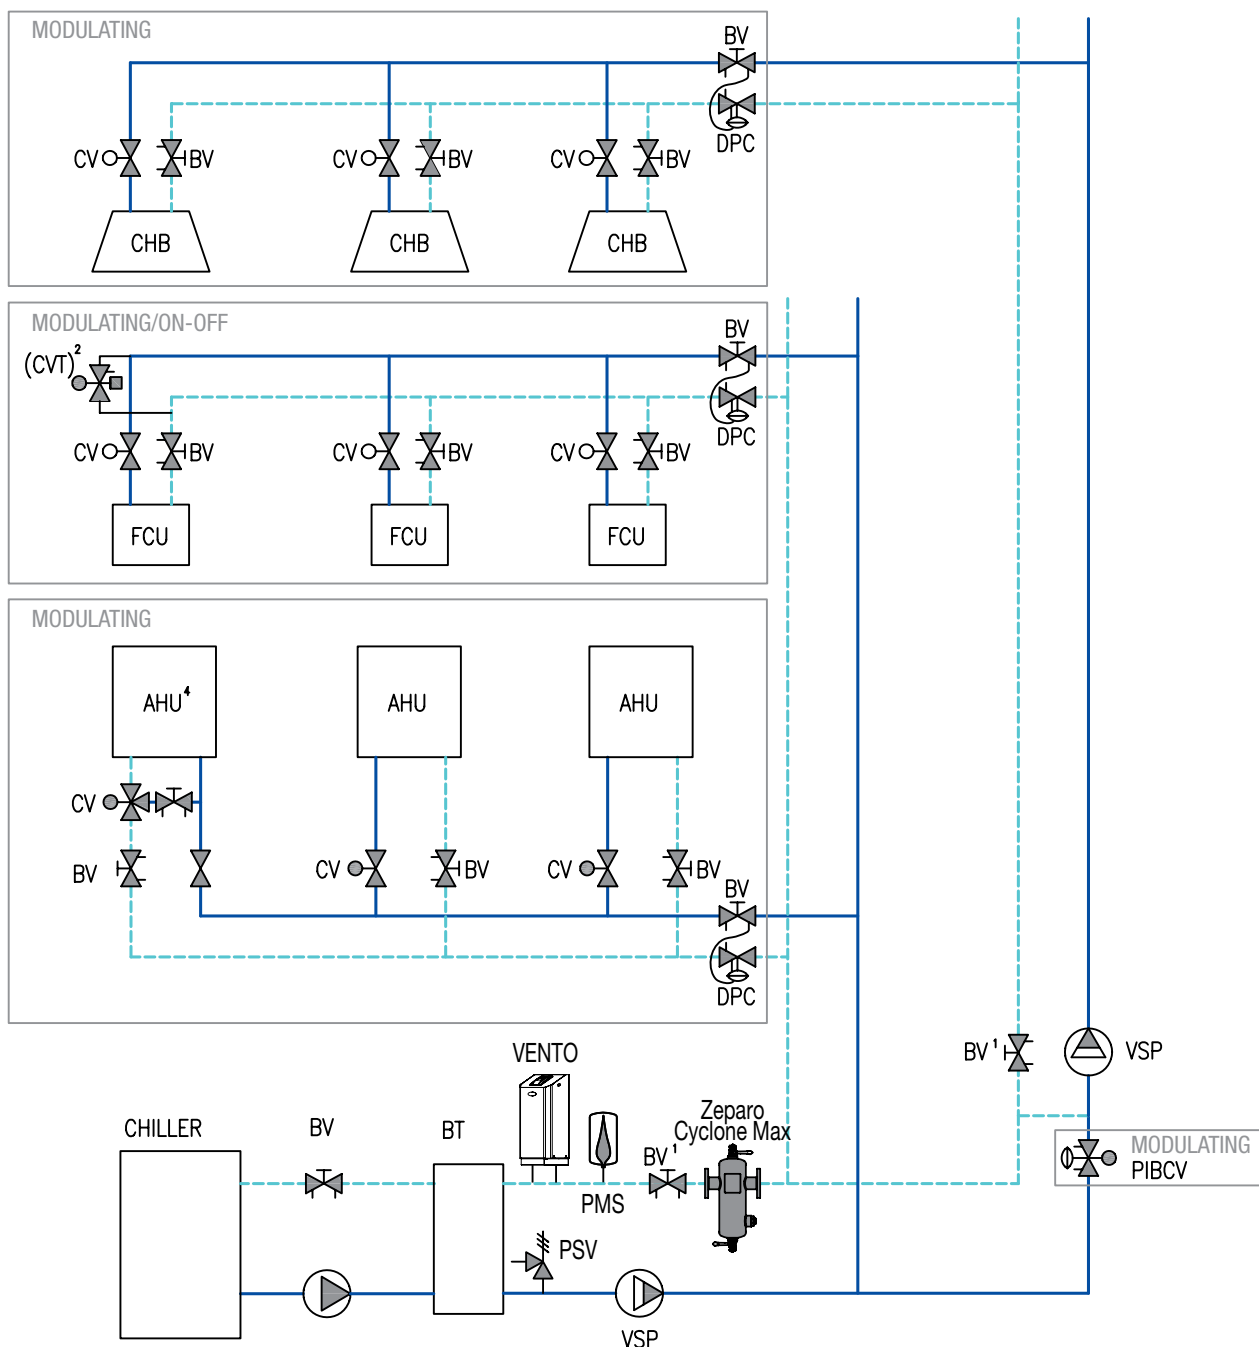 MODULATING
BV
DPC
CV BV CV BV CV BV
CHB CHB CHB
MODULATING/ON-OFF
BV
(CVT)²
DPC
CV BV CV BV CV BV
FCU FCU FCU
MODULATING
AHU⁴ AHU AHU
CV
BV CV BV CV BV
BV
DPC
BV¹ VSP
VENTO
Zeparo
Cyclone Max
CHILLER BV BT BV¹
MODULATING
PIBCV
PMS
PSV
VSP